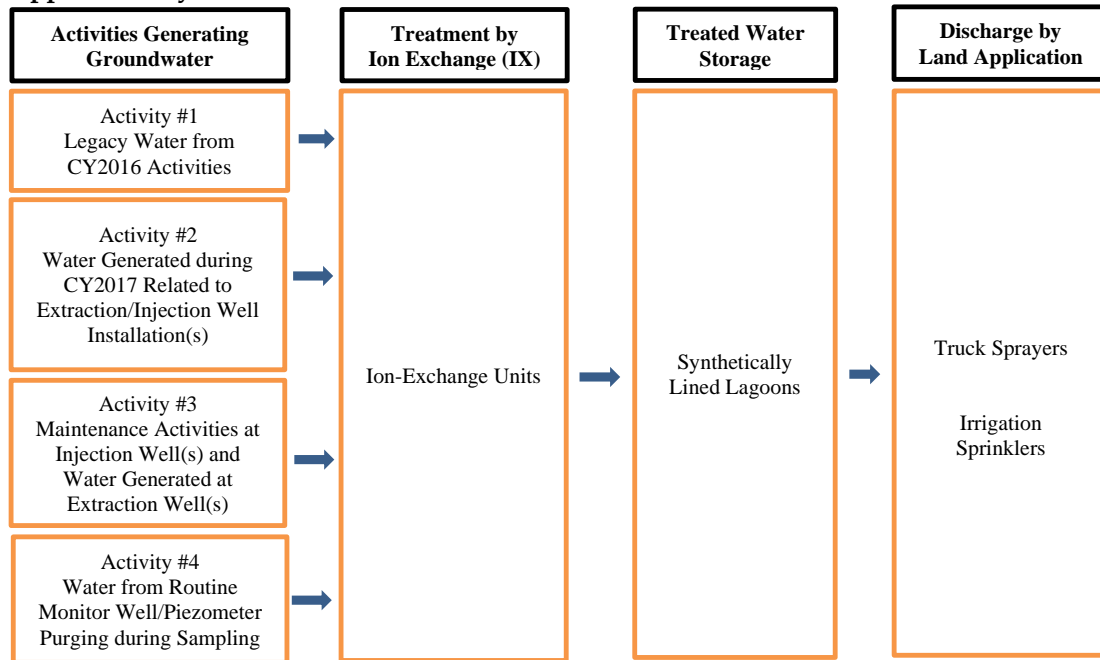 Activities Generating
Groundwater
Treatment by
Ion Exchange (IX)
Treated Water
Storage
Discharge by
Land Application
Activity #1
Legacy Water from
CY2016 Activities
Activity #2
Water Generated during
CY2017 Related to
Extraction/Injection Well
Installation(s)
Activity #3
Maintenance Activities at
Injection Well(s) and
Water Generated at
Extraction Well(s)
Activity #4
Water from Routine
Monitor Well/Piezometer
Purging during Sampling
Ion-Exchange Units
Synthetically
Lined Lagoons
Truck Sprayers
Irrigation
Sprinklers